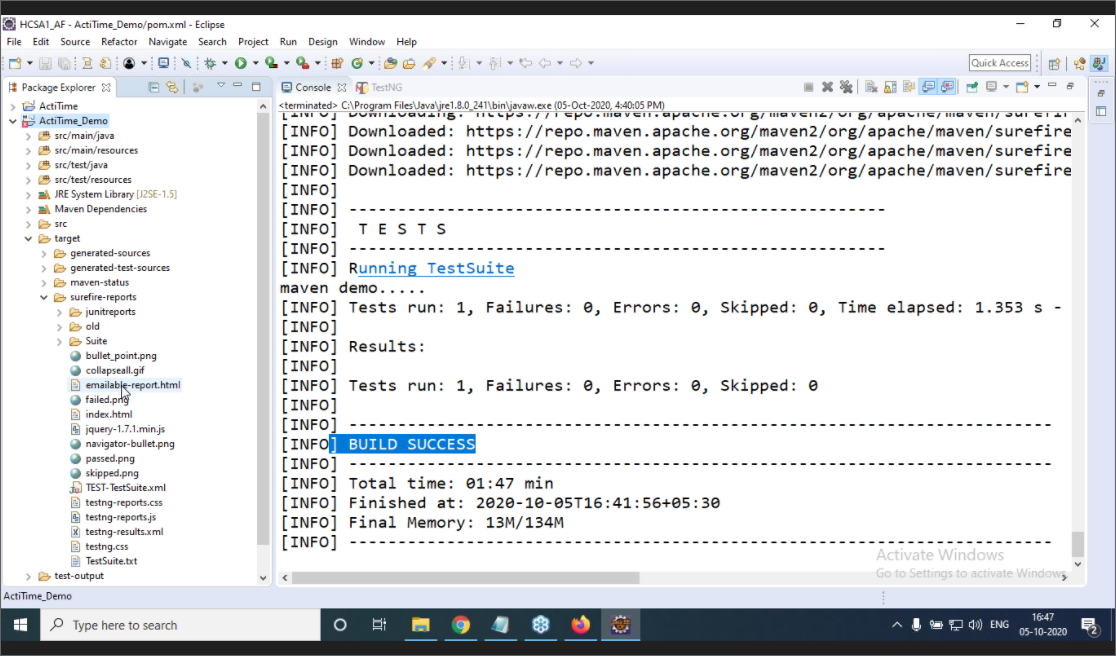 HCSA1_AF - ActiTime_Demo/pom.xml - Eclipse
File Edit Source Refactor Navigate Search Project Run Design Window Help
Quick Access
Package Explorer
ActiTime
ActiTime_Demo
src/main/java
src/main/resources
src/test/java
src/test/resources
JRE System Library [J2SE-1.5]
Maven Dependencies
src
target
generated-sources
generated-test-sources
maven-status
surefire-reports
junitreports
old
Suite
bullet_point.png
collapseall.gif
emailable-report.html
failed.png
index.html
jquery-1.7.1.min.js
navigator-bullet.png
passed.png
skipped.png
TEST-TestSuite.xml
testng-reports.css
testng-reports.js
testng-results.xml
testng.css
TestSuite.txt
test-output
Console TestNG
<terminated> C:\Program Files\Java\jre1.8.0_241\bin\javaw.exe (05-Oct-2020, 4:40:05 PM)
[INFO] Downloading: https://repo.maven.apache.org/maven2/org/apache/maven/surefire
[INFO] Downloaded: https://repo.maven.apache.org/maven2/org/apache/maven/surefire
[INFO] Downloaded: https://repo.maven.apache.org/maven2/org/apache/maven/surefire
[INFO] Downloaded: https://repo.maven.apache.org/maven2/org/apache/maven/surefire
[INFO]
[INFO] -------------------------------------------------------
[INFO]  T E S T S
[INFO] -------------------------------------------------------
[INFO] Running TestSuite
maven demo.....
[INFO] Tests run: 1, Failures: 0, Errors: 0, Skipped: 0, Time elapsed: 1.353 s -
[INFO]
[INFO] Results:
[INFO]
[INFO] Tests run: 1, Failures: 0, Errors: 0, Skipped: 0
[INFO]
[INFO] ------------------------------------------------------------------------
[INFO] BUILD SUCCESS
[INFO] ------------------------------------------------------------------------
[INFO] Total time: 01:47 min
[INFO] Finished at: 2020-10-05T16:41:56+05:30
[INFO] Final Memory: 13M/134M
[INFO] ------------------------------------------------------------------------
Activate Windows
Go to Settings to activate Windows.
ActiTime_Demo
Type here to search
ENG
16:47
05-10-2020
2